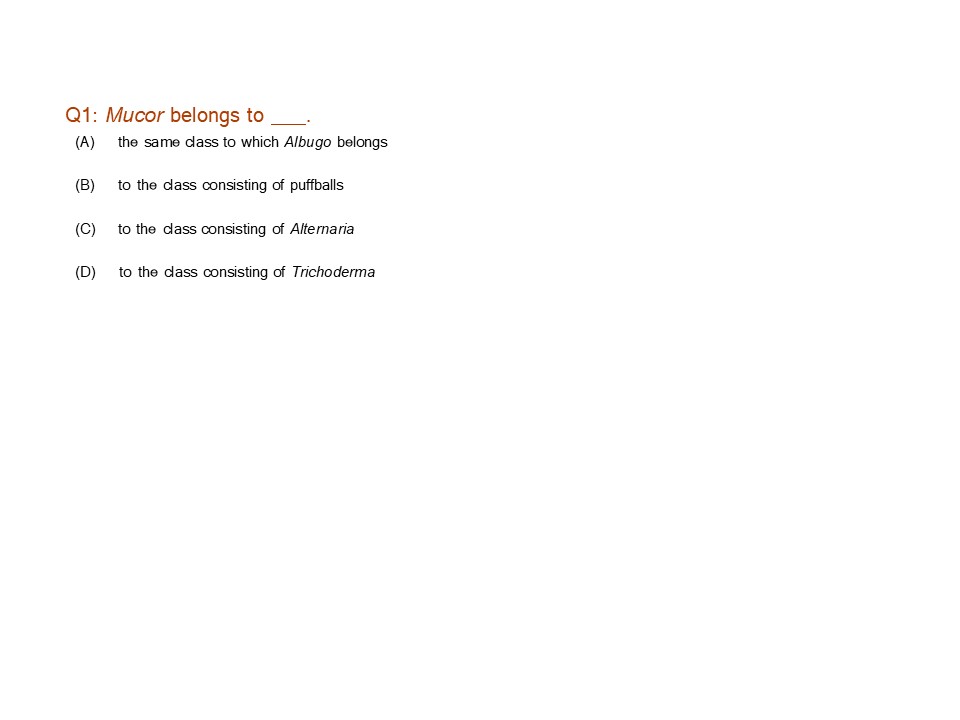 Q1: Mucor belongs to ___.
(A) the same class to which Albugo belongs
(B) to the class consisting of puffballs
(C) to the class consisting of Alternaria
(D) to the class consisting of Trichoderma